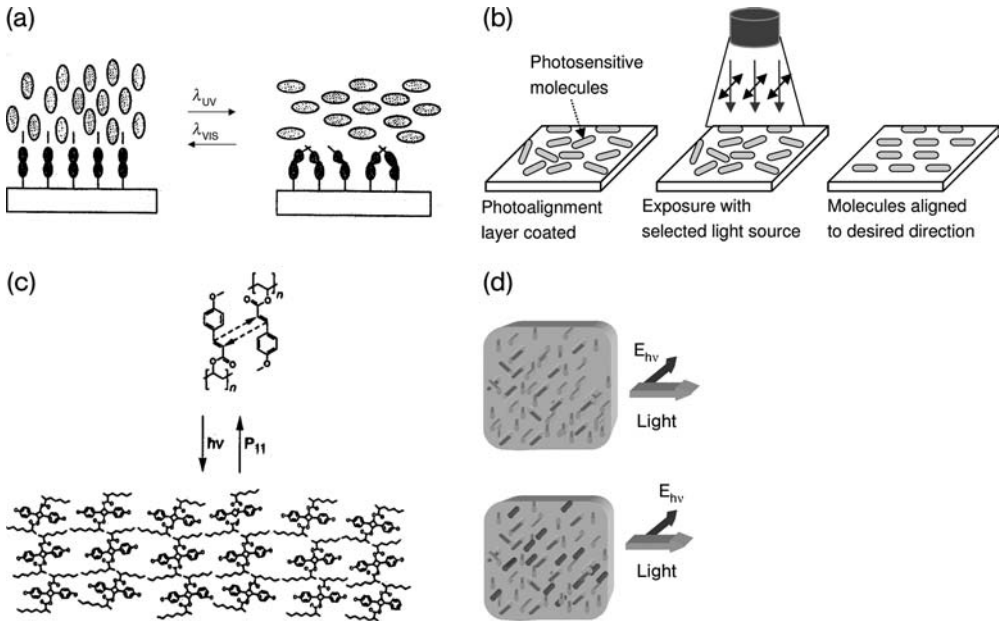 (a)
λUV
λVIS
(b)
Photosensitive
molecules
Photoalignment
layer coated
Exposure with
selected light source
Molecules aligned
to desired direction
(c)
O
n
O
O
O
O
n
O
hν
P11
(d)
Ehν
Light
Ehν
Light